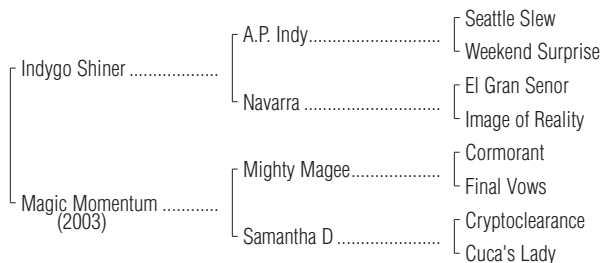 Seattle Slew
A.P. Indy........................................
Weekend Surprise
Indygo Shiner ...................
El Gran Senor
Navarra .........................................
Image of Reality
Cormorant
Mighty Magee.....................
Final Vows
Magic Momentum ............
(2003)
Cryptoclearance
Samantha D ........................
Cuca's Lady